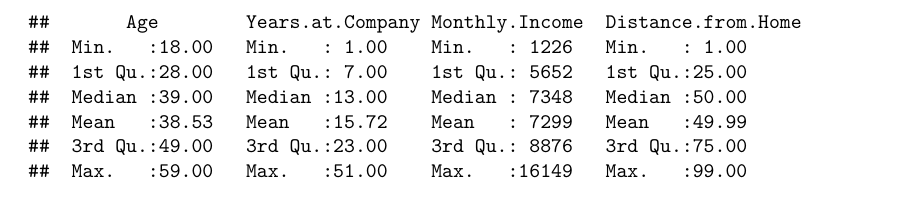 ##       Age        Years.at.Company Monthly.Income  Distance.from.Home
##  Min.   :18.00   Min.   : 1.00    Min.   : 1226   Min.   : 1.00
##  1st Qu.:28.00   1st Qu.: 7.00    1st Qu.: 5652   1st Qu.:25.00
##  Median :39.00   Median :13.00    Median : 7348   Median :50.00
##  Mean   :38.53   Mean   :15.72    Mean   : 7299   Mean   :49.99
##  3rd Qu.:49.00   3rd Qu.:23.00    3rd Qu.: 8876   3rd Qu.:75.00
##  Max.   :59.00   Max.   :51.00    Max.   :16149   Max.   :99.00